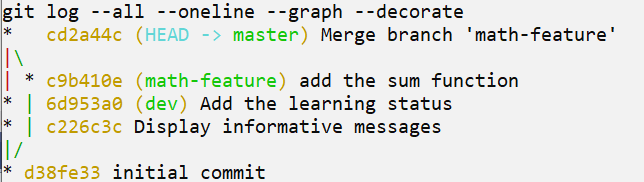 git log --all --oneline --graph --decorate
*   cd2a44c (HEAD -> master) Merge branch 'math-feature'
|\
| * c9b410e (math-feature) add the sum function
* | 6d953a0 (dev) Add the learning status
* | c226c3c Display informative messages
|/
* d38fe33 initial commit